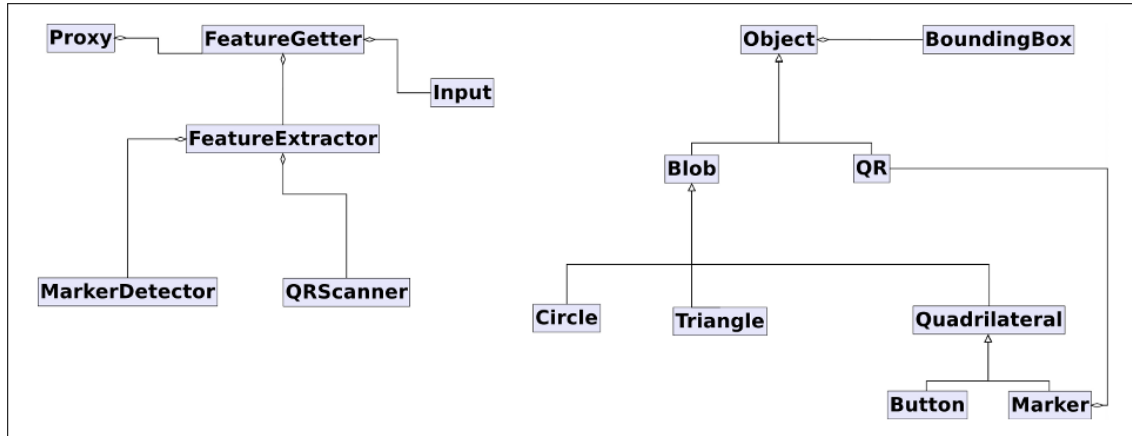 Proxy
FeatureGetter
Input
FeatureExtractor
MarkerDetector
QRScanner
Object
BoundingBox
Blob
QR
Circle
Triangle
Quadrilateral
Button
Marker